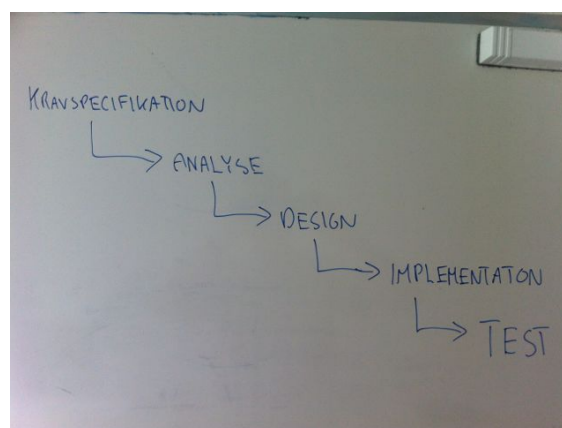 KRAVSPECIFIKATION
ANALYSE
DESIGN
IMPLEMENTATON
TEST